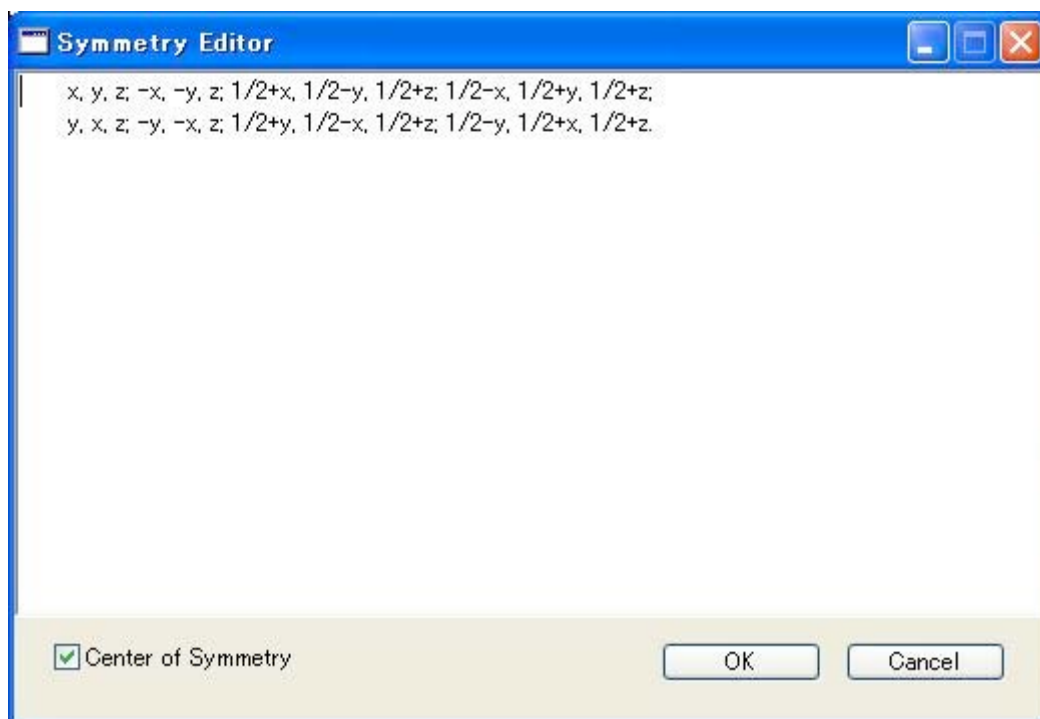 Symmetry Editor
x, y, z; -x, -y, z; 1/2+x, 1/2-y, 1/2+z; 1/2-x, 1/2+y, 1/2+z;
y, x, z; -y, -x, z; 1/2+y, 1/2-x, 1/2+z; 1/2-y, 1/2+x, 1/2+z.
Center of Symmetry
OK
Cancel